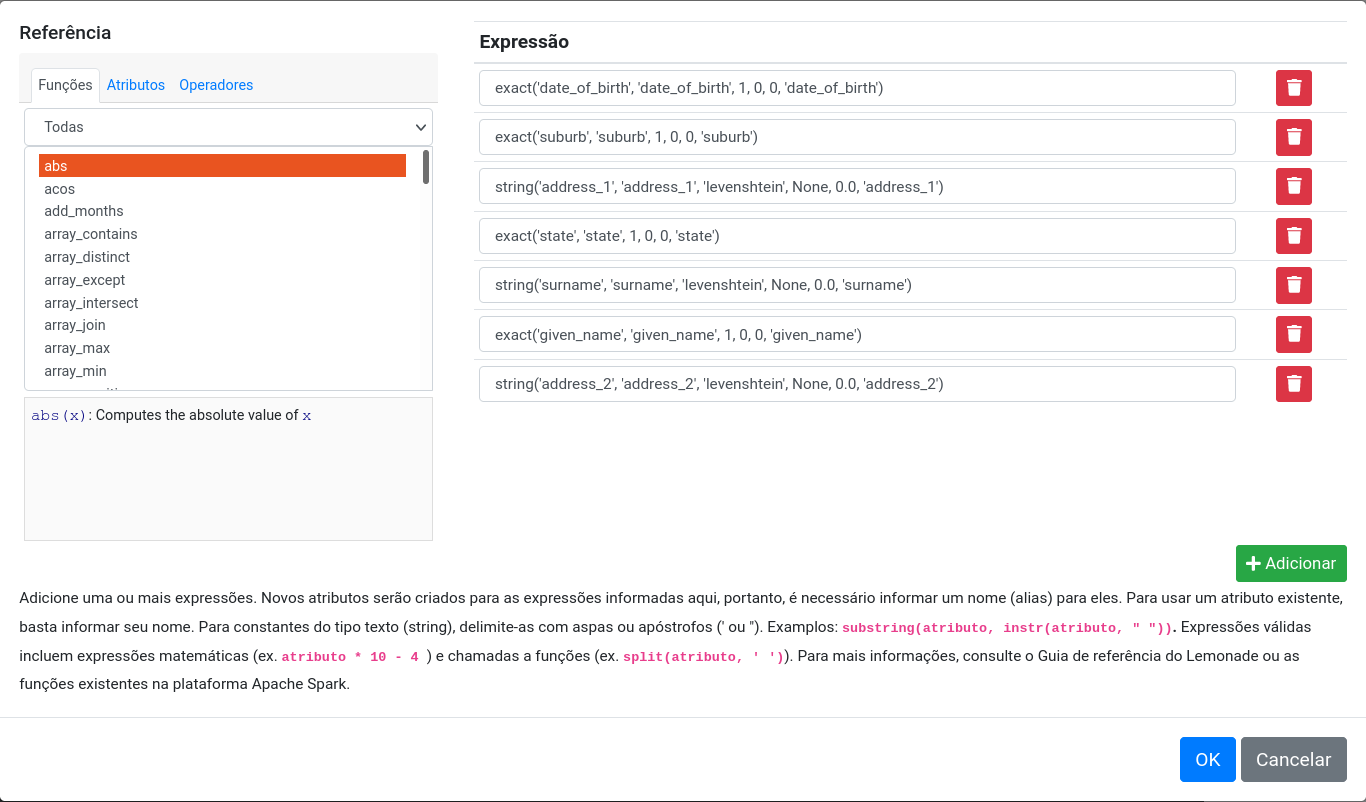 Referência
Funções Atributos Operadores
Todas
abs
acos
add_months
array_contains
array_distinct
array_except
array_intersect
array_join
array_max
array_min
abs(x): Computes the absolute value of x
Expressão
exact('date_of_birth', 'date_of_birth', 1, 0, 0, 'date_of_birth')
exact('suburb', 'suburb', 1, 0, 0, 'suburb')
string('address_1', 'address_1', 'levenshtein', None, 0.0, 'address_1')
exact('state', 'state', 1, 0, 0, 'state')
string('surname', 'surname', 'levenshtein', None, 0.0, 'surname')
exact('given_name', 'given_name', 1, 0, 0, 'given_name')
string('address_2', 'address_2', 'levenshtein', None, 0.0, 'address_2')
Adicionar
Adicione uma ou mais expressões. Novos atributos serão criados para as expressões informadas aqui, portanto, é necessário informar um nome (alias) para eles. Para usar um atributo existente,
basta informar seu nome. Para constantes do tipo texto (string), delimite-as com aspas ou apóstrofos (' ou "). Examplos: substring(atributo, instr(atributo, " ")). Expressões válidas
incluem expressões matemáticas (ex. atributo * 10 - 4 ) e chamadas a funções (ex. split(atributo, ' ')). Para mais informações, consulte o Guia de referência do Lemonade ou as
funções existentes na plataforma Apache Spark.
OK Cancelar